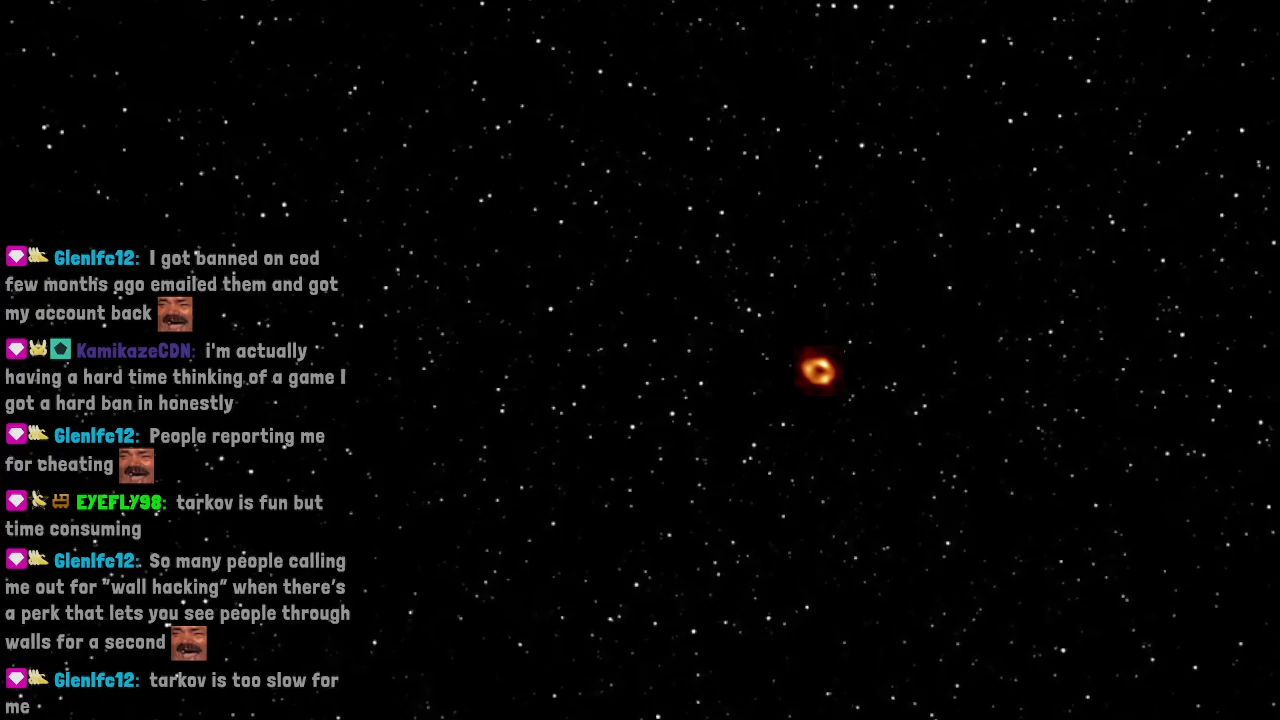 Glenlfc12: I got banned on cod
few months ago emailed them and got
my account back
KamikazeCDN: i'm actually
having a hard time thinking of a game I
got a hard ban in honestly
Glenlfc12: People reporting me
for cheating
EYEFLY98: tarkov is fun but
time consuming
Glenlfc12: So many people calling
me out for "wall hacking" when there's
a perk that lets you see people through
walls for a second
Glenlfc12: tarkov is too slow for
me